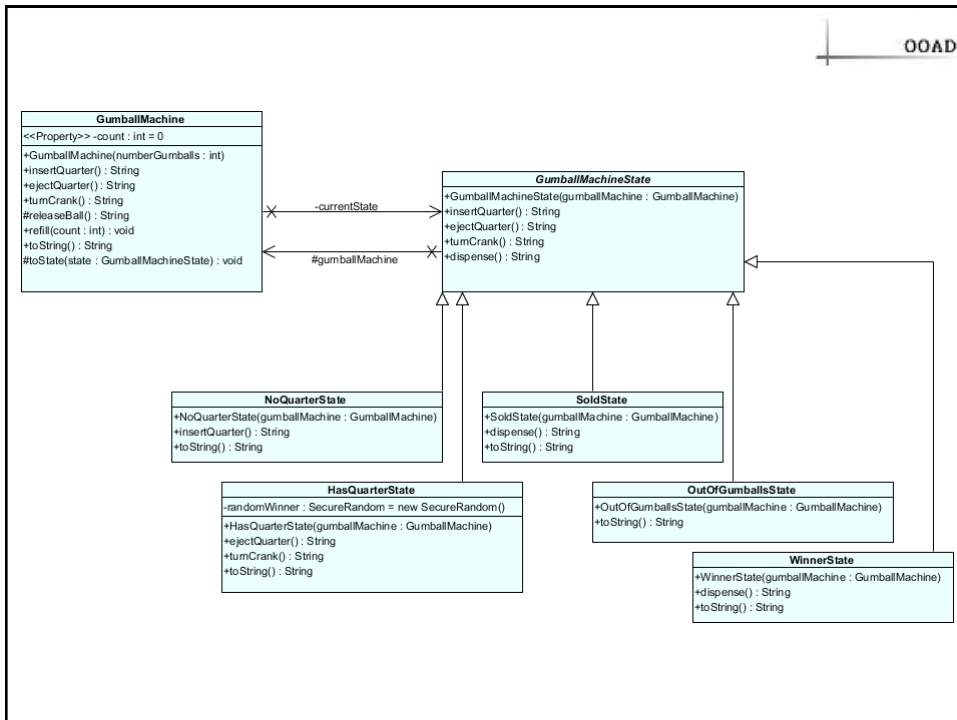 OOAD
GumballMachine
<<Property>> -count : int = 0
+GumballMachine(numberGumballs : int)
+insertQuarter() : String
+ejectQuarter() : String
+turnCrank() : String
#releaseBall() : String
+refill(count : int) : void
+toString() : String
#toState(state : GumballMachineState) : void
-currentState
#gumballMachine
GumballMachineState
+GumballMachineState(gumballMachine : GumballMachine)
+insertQuarter() : String
+ejectQuarter() : String
+turnCrank() : String
+dispense() : String
NoQuarterState
+NoQuarterState(gumballMachine : GumballMachine)
+insertQuarter() : String
+toString() : String
SoldState
+SoldState(gumballMachine : GumballMachine)
+dispense() : String
+toString() : String
HasQuarterState
-randomWinner : SecureRandom = new SecureRandom()
+HasQuarterState(gumballMachine : GumballMachine)
+ejectQuarter() : String
+turnCrank() : String
+toString() : String
OutOfGumballsState
+OutOfGumballsState(gumballMachine : GumballMachine)
+toString() : String
WinnerState
+WinnerState(gumballMachine : GumballMachine)
+dispense() : String
+toString() : String